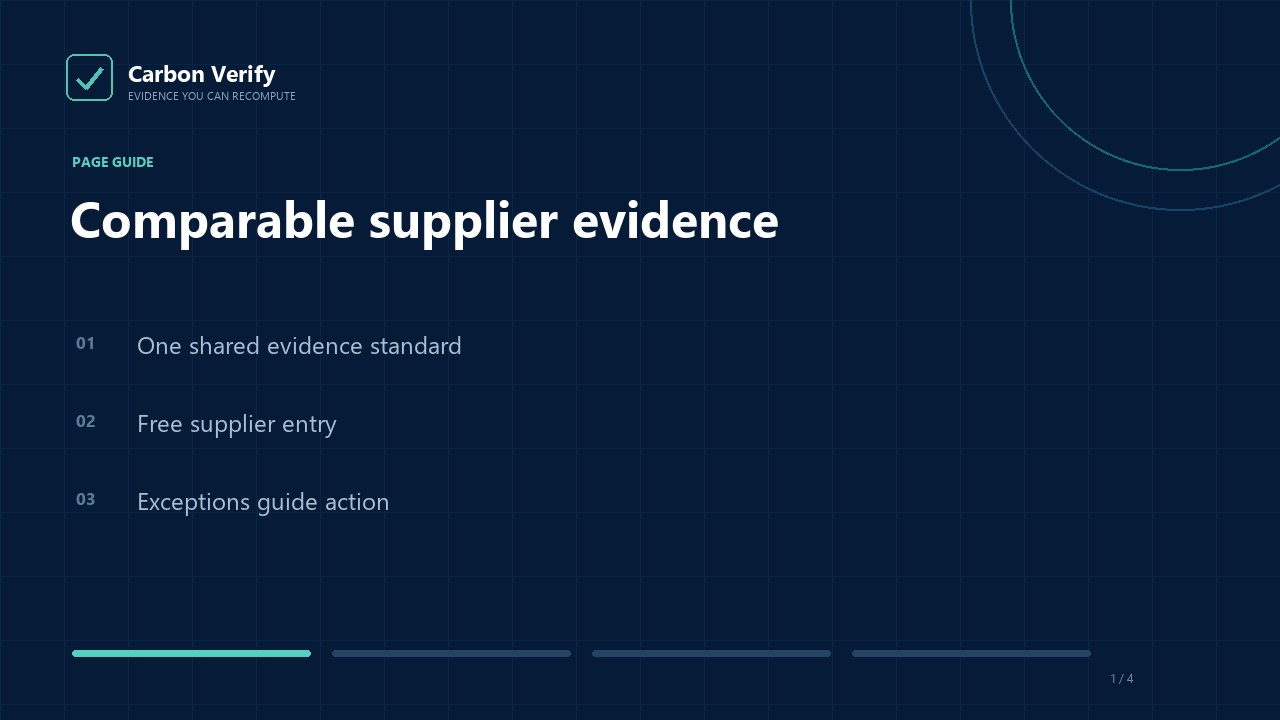 Carbon Verify
EVIDENCE YOU CAN RECOMPUTE
PAGE GUIDE
Comparable supplier evidence
01 One shared evidence standard
02 Free supplier entry
03 Exceptions guide action
1 / 4